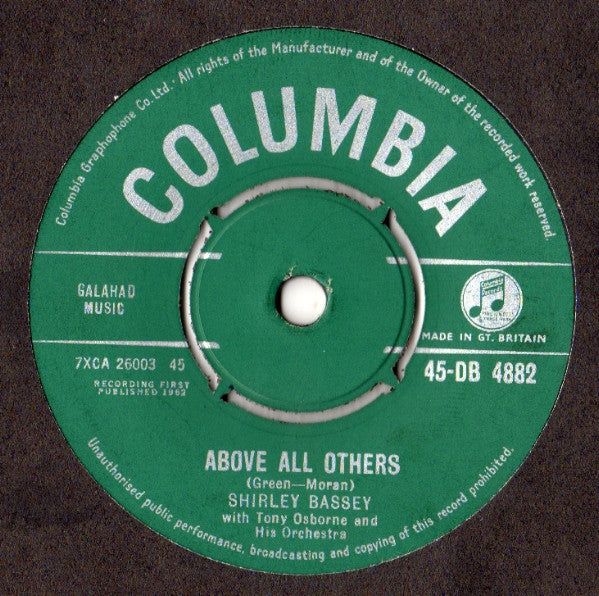 Columbia Graphophone Co. Ltd. · All rights of the Manufacturer and of the Owner of the recorded work reserved.
COLUMBIA
GALAHAD
MUSIC
Columbia
Records
MADE IN GT. BRITAIN
7XCA 26003 45
45-DB 4882
RECORDING FIRST
PUBLISHED 1962
ABOVE ALL OTHERS
(Green—Moran)
SHIRLEY BASSEY
with Tony Osborne and
His Orchestra
Unauthorised public performance, broadcasting and copying of this record prohibited.